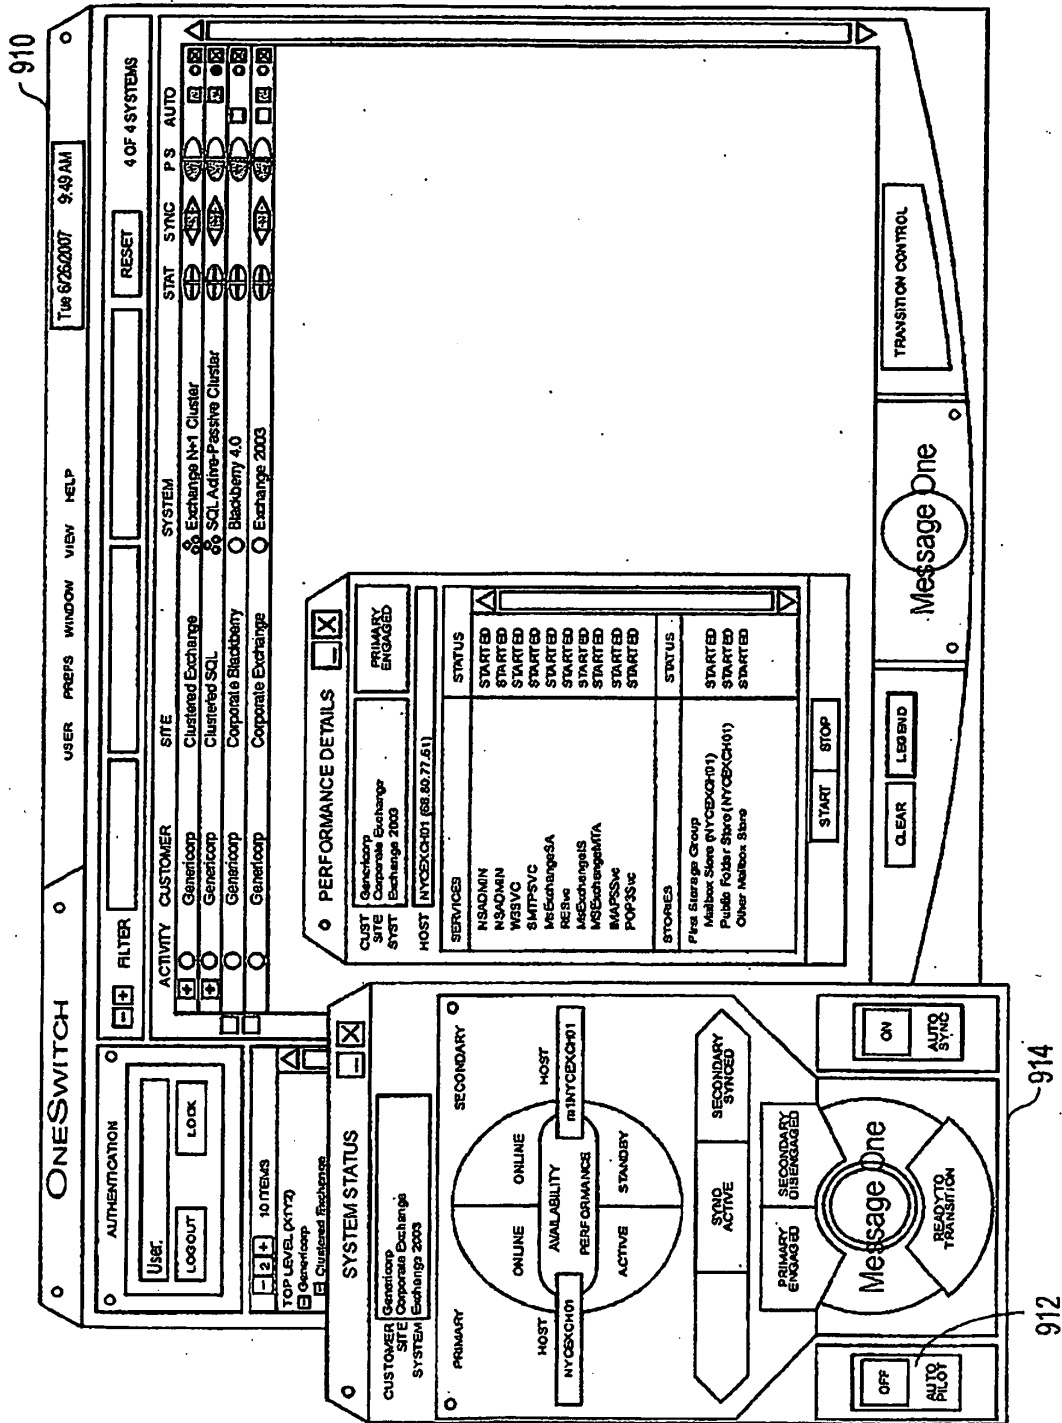 910
ONESWITCH
USER PREFS WINDOW VIEW HELP
Tue 6/26/2007 9:49 AM
AUTHENTICATION
User:
LOGOUT LOCK
- + FILTER
RESET
4 OF 4 SYSTEMS
ACTIVITY CUSTOMER SITE SYSTEM STAT SYNC P S AUTO
+ Genericorp Clustered Exchange Exchange N+1 Cluster
+ Genericorp Clustered SQL SQL Active-Passive Cluster
Genericorp Corporate Blackberry Blackberry 4.0
Genericorp Corporate Exchange Exchange 2003
- 2 + 10 ITEMS
TOP LEVEL (XYZ)
Genericorp
Clustered Exchange
SYSTEM STATUS
CUSTOMER Genericorp
SITE Corporate Exchange
SYSTEM Exchange 2003
PRIMARY
SECONDARY
ONLINE ONLINE
HOST
NYCEXCH01
AVAILABILITY
PERFORMANCE
HOST
m1NYCEXCH01
ACTIVE STANDBY
SYNC ACTIVE
SECONDARY SYNCED
PRIMARY ENGAGED
SECONDARY DISENGAGED
Message One
READY TO TRANSITION
OFF
AUTO PILOT
ON
AUTO SYNC
912
914
PERFORMANCE DETAILS
CUST Genericorp
SITE Corporate Exchange
SYST Exchange 2003
PRIMARY ENGAGED
HOST NYCEXCH01 (68.80.77.61)
SERVICES STATUS
NSADMIN STARTED
NSADMIN STARTED
W3SVC STARTED
SMTPSVC STARTED
MsExchangeSA STARTED
RESvc STARTED
MsExchangeIS STARTED
MSExchangeMTA STARTED
IMAPSSvc STARTED
POP3Svc STARTED
STORIES STATUS
First Storage Group
Mailbox Store (NYCEXCH01) STARTED
Public Folder Store (NYCEXCH01) STARTED
Other Mailbox Store STARTED
START STOP
CLEAR LEGEND
Message One
TRANSITION CONTROL